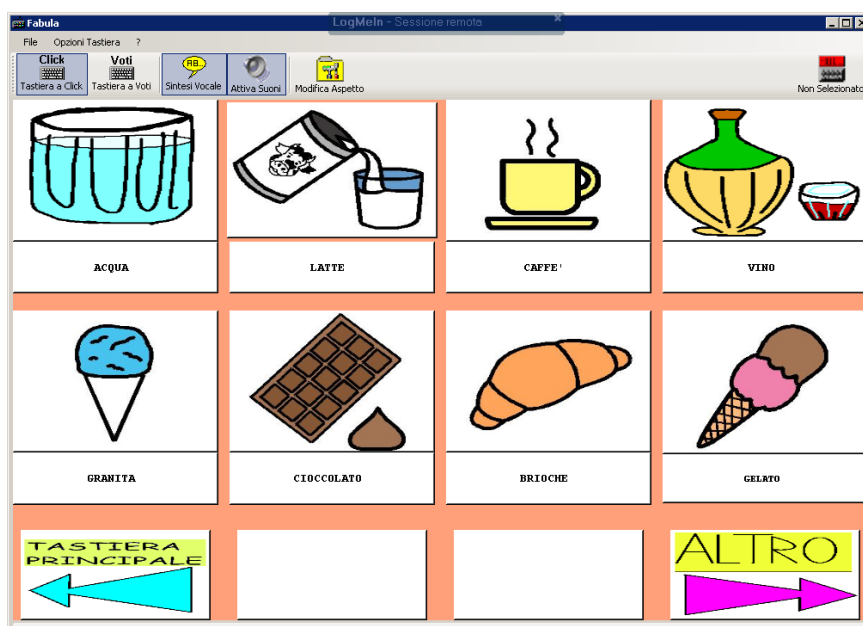 Fabula
LogMeIn - Sessione remota
File Opzioni Tastiera ?
Click
Tastiera a Click
Voti
Tastiera a Voti
AB..
Sintesi Vocale
Attiva Suoni
Modifica Aspetto
Non Selezionato
ACQUA
LATTE
CAFFE'
VINO
GRANITA
CIOCCOLATO
BRIOCHE
GELATO
TASTIERA
PRINCIPALE
ALTRO